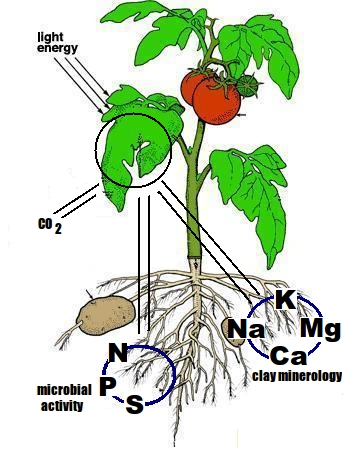 light
energy
CO 2
K
Na Mg
Ca
clay minerology
N
P
S
microbial
activity